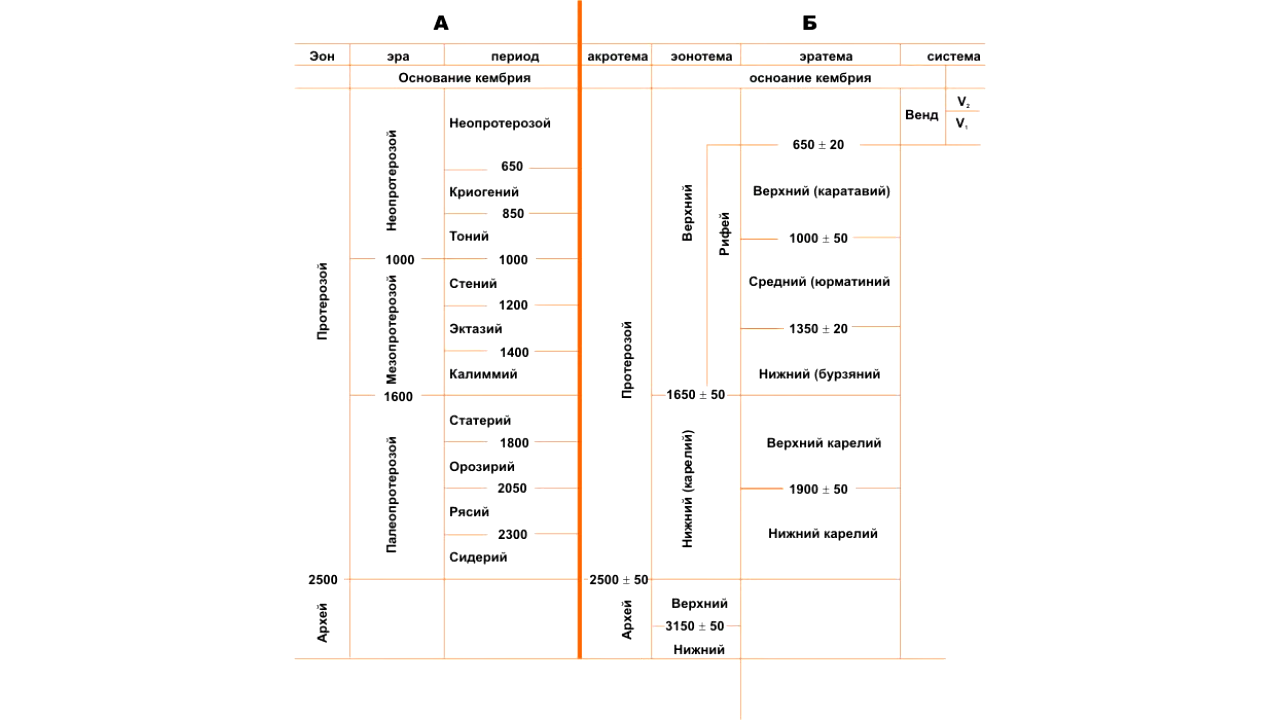 А
Б
Эон эра период акротема эонотема эратема система
Основание кембрия осноание кембрия
Неопротерозой
650
Криогений
850
Тоний
Неопротерозой
1000 1000
Стений
1200
Эктазий
1400
Калиммий
Мезопротерозой
1600
Статерий
1800
Орозирий
2050
Рясий
2300
Сидерий
Палеопротерозой
Протерозой
2500
Архей
Венд
V₂
V₁
650 ± 20
Верхний (каратавий)
1000 ± 50
Средний (юрматиний
1350 ± 20
Нижний (бурзяний
Верхний
Рифей
1650 ± 50
Верхний карелий
1900 ± 50
Нижний карелий
Нижний (карелий)
Протерозой
2500 ± 50
Архей
Верхний
3150 ± 50
Нижний